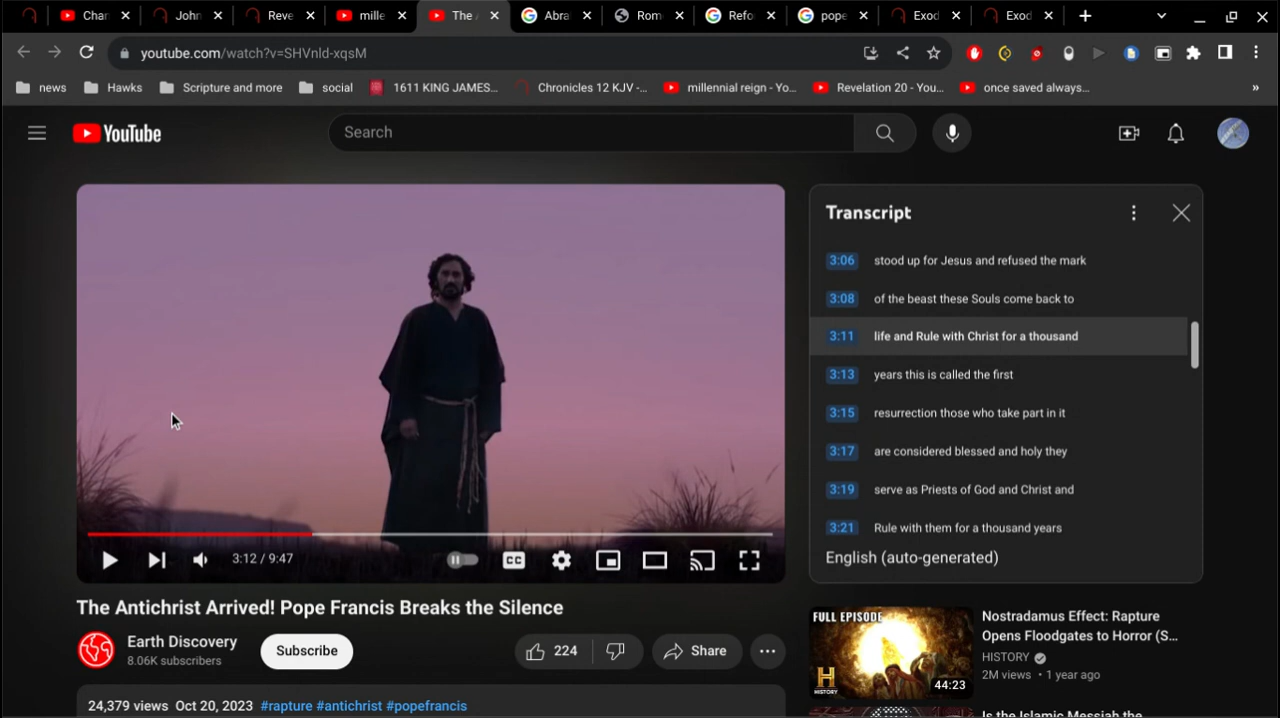 Char
John
Reve
mille
The A
Abra
Rom
Refo
pope
Exod
Exod
youtube.com/watch?v=SHVnld-xqsM
news
Hawks
Scripture and more
social
1611 KING JAMES...
Chronicles 12 KJV -...
millennial reign - Yo...
Revelation 20 - You...
once saved always...
YouTube
Search
Transcript
3:06 stood up for Jesus and refused the mark
3:08 of the beast these Souls come back to
3:11 life and Rule with Christ for a thousand
3:13 years this is called the first
3:15 resurrection those who take part in it
3:17 are considered blessed and holy they
3:19 serve as Priests of God and Christ and
3:21 Rule with them for a thousand years
English (auto-generated)
3:12 / 9:47
CC
The Antichrist Arrived! Pope Francis Breaks the Silence
Earth Discovery
8.06K subscribers
Subscribe
224
Share
24,379 views Oct 20, 2023 #rapture #antichrist #popefrancis
FULL EPISODE
H
HISTORY
44:23
Nostradamus Effect: Rapture
Opens Floodgates to Horror (S...
HISTORY
2M views • 1 year ago
Is the Islamic Messiah the